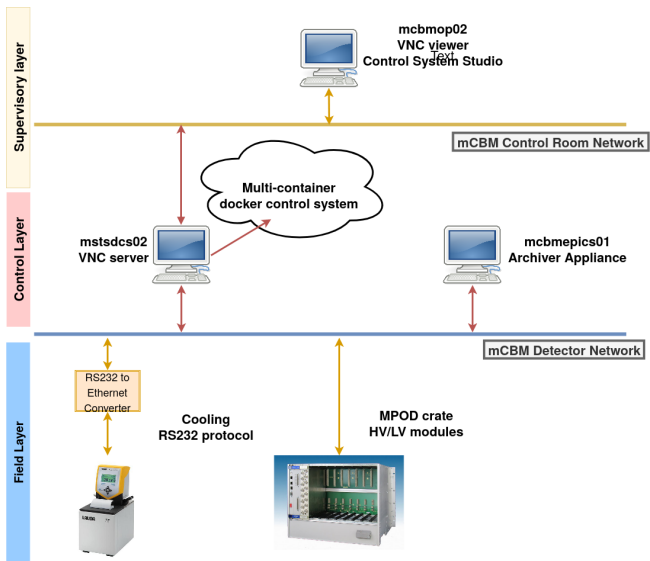 Supervisory layer
mcbmop02
VNC viewer
Text
Control System Studio
mCBM Control Room Network
Control Layer
Multi-container
docker control system
mstsdcs02
VNC server
mcbmepics01
Archiver Appliance
mCBM Detector Network
Field Layer
RS232 to
Ethernet
Converter
Cooling
RS232 protocol
MPOD crate
HV/LV modules